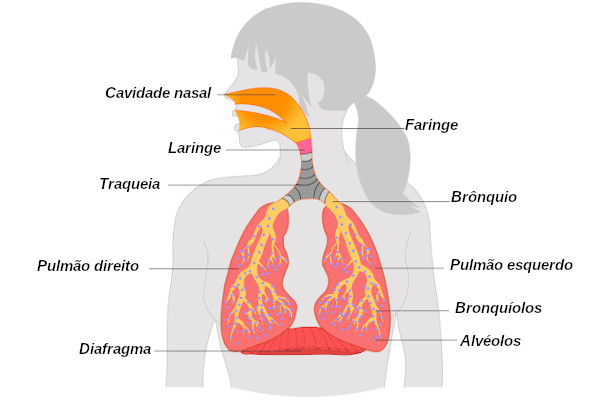 Cavidade nasal
Faringe
Laringe
Traqueia
Brônquio
Pulmão direito
Pulmão esquerdo
Bronquíolos
Alvéolos
Diafragma